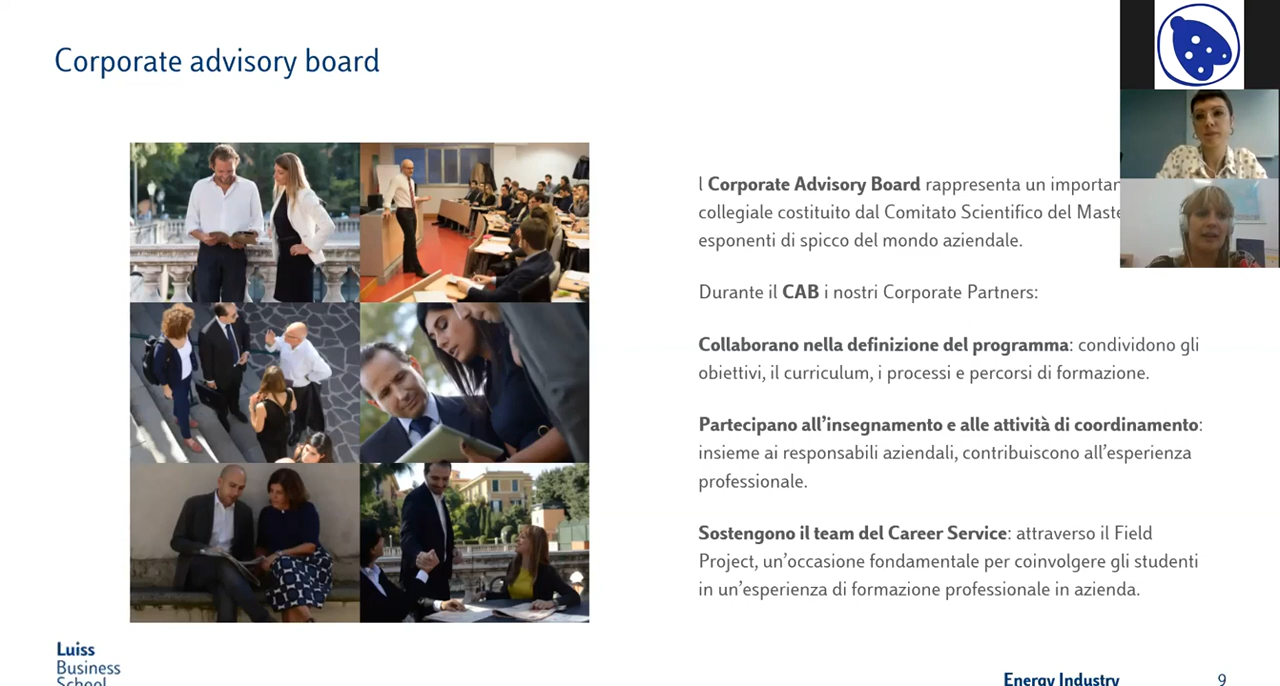 Corporate advisory board
l Corporate Advisory Board rappresenta un importan
collegiale costituito dal Comitato Scientifico del Maste
esponenti di spicco del mondo aziendale.
Durante il CAB i nostri Corporate Partners:
Collaborano nella definizione del programma: condividono gli
obiettivi, il curriculum, i processi e percorsi di formazione.
Partecipano all’insegnamento e alle attività di coordinamento:
insieme ai responsabili aziendali, contribuiscono all’esperienza
professionale.
Sostengono il team del Career Service: attraverso il Field
Project, un’occasione fondamentale per coinvolgere gli studenti
in un’esperienza di formazione professionale in azienda.
Luiss
Business
School
Energy Industry
9